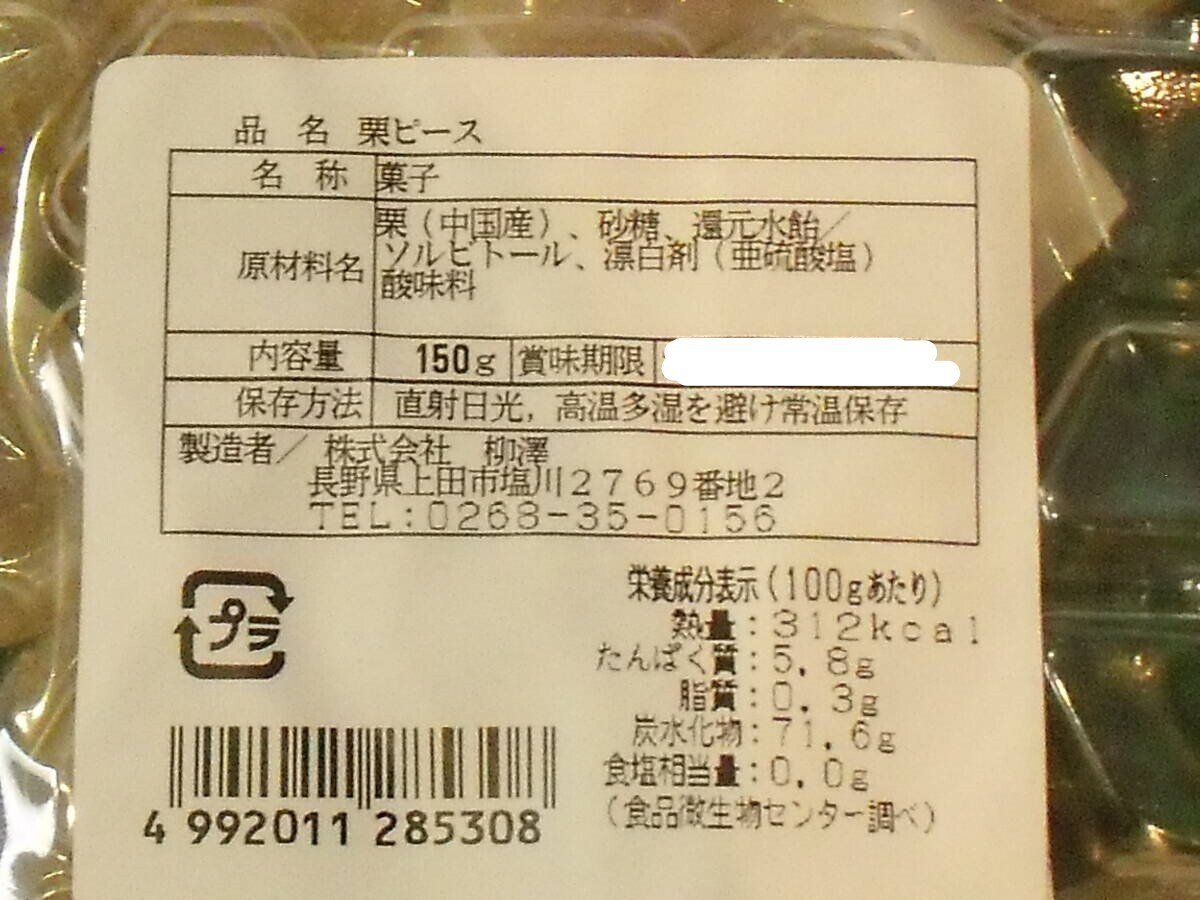 品 名 栗ピース
名 称 菓子
原材料名 栗(中国産)、砂糖、還元水飴／
ソルビトール、漂白剤(亜硫酸塩)
酸味料
内容量 150g 賞味期限
保存方法 直射日光,高温多湿を避け常温保存
製造者／ 株式会社 柳澤
長野県上田市塩川2769番地2
TEL:0268-35-0156
プラ
栄養成分表示(100gあたり)
熱量:312kcal
たんぱく質:5.8g
脂質:0.3g
炭水化物:71.6g
食塩相当量:0.0g
(食品微生物センター調べ)
4 992011 285308